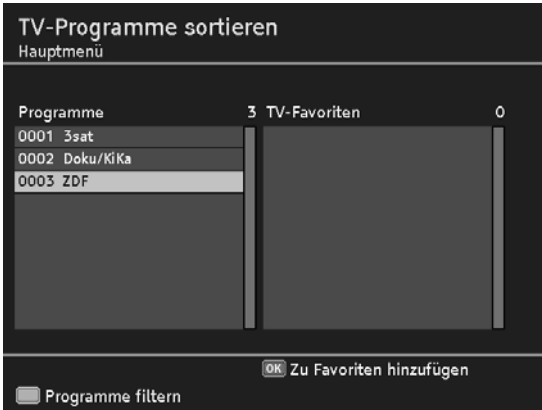 TV-Programme sortieren
Hauptmenü
Programme 3 TV-Favoriten 0
0001 3sat
0002 Doku/KiKa
0003 ZDF
OK Zu Favoriten hinzufügen
Programme filtern